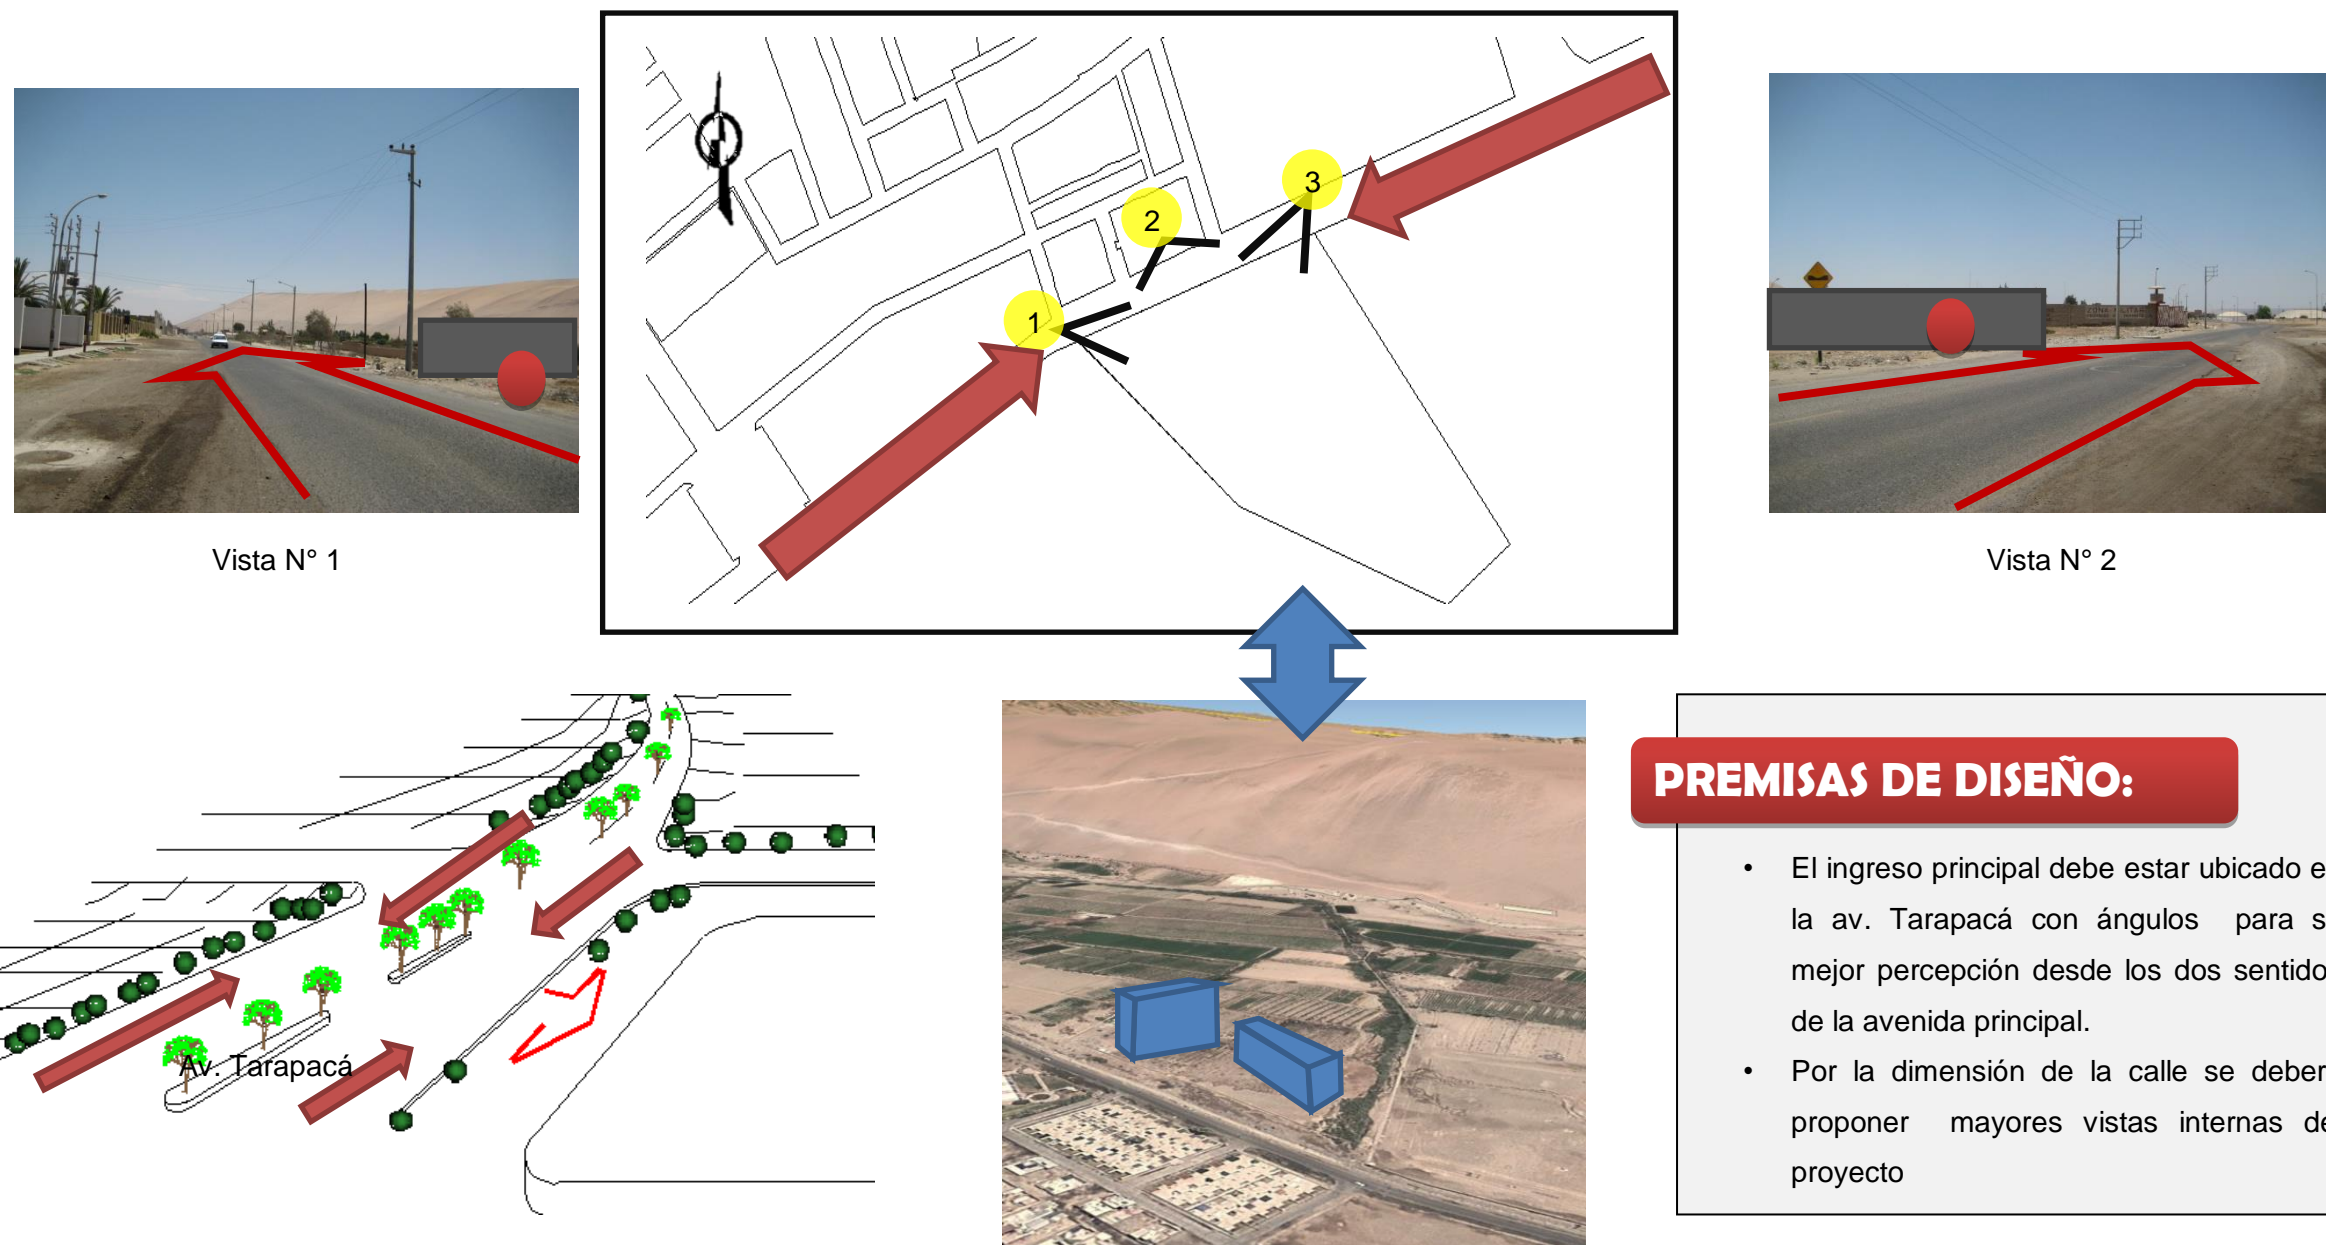 1
2
3
Vista N° 1
Vista N° 2
Av. Tarapacá
PREMISAS DE DISEÑO:
• El ingreso principal debe estar ubicado e
la av. Tarapacá con ángulos para s
mejor percepción desde los dos sentido
de la avenida principal.
• Por la dimensión de la calle se deber
proponer mayores vistas internas de
proyecto